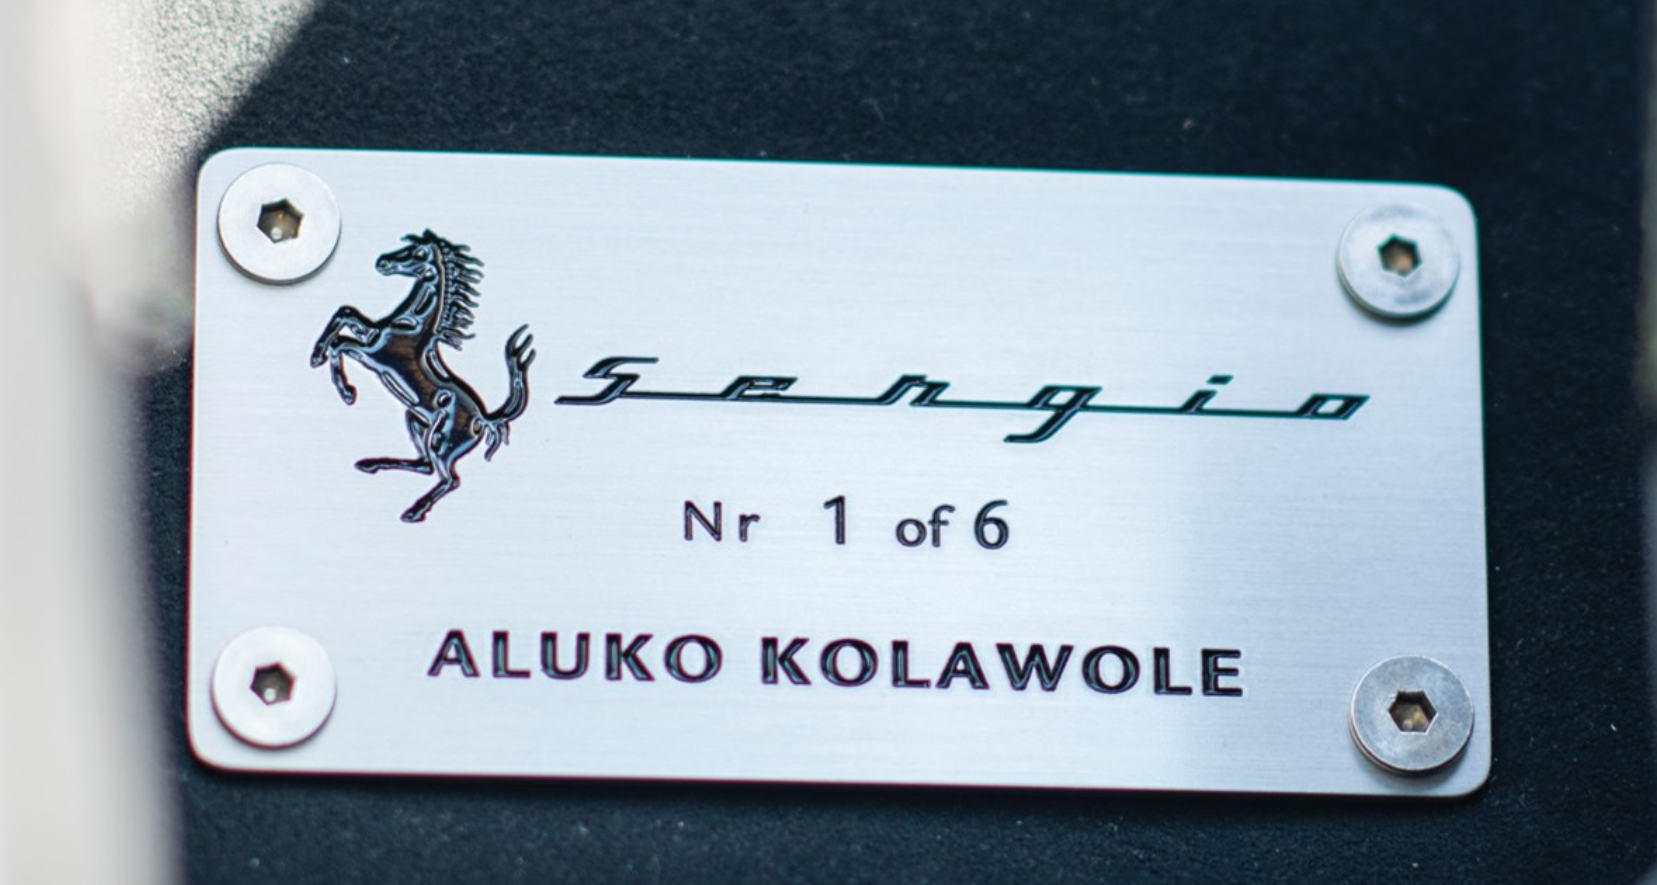 Sergio
Nr 1 of 6
ALUKO KOLAWOLE